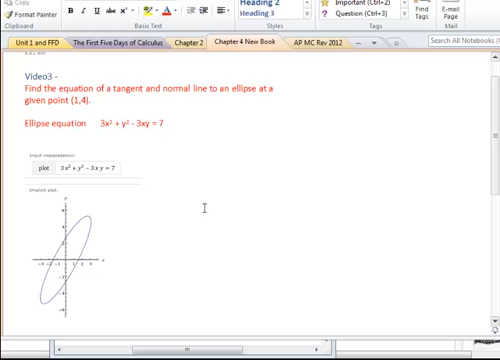 Copy
Format Painter
Clipboard
B I U abc
Basic Text
Heading 2
Heading 3
Styles
Important (Ctrl+2)
Question (Ctrl+3)
Tags
Find
Tags
E-mail
Page
E-mail
Unit 1 and FFD
The First Five Days of Calculus
Chapter 2
Chapter 4 New Book
AP MC Rev 2012
...
Search All Notebooks (C
Video3 -
Find the equation of a tangent and normal line to an ellipse at a
given point (1,4).
Ellipse equation 3x² + y² - 3xy = 7
Input interpretation:
plot 3 x² + y² − 3 x y = 7
Implicit plot: